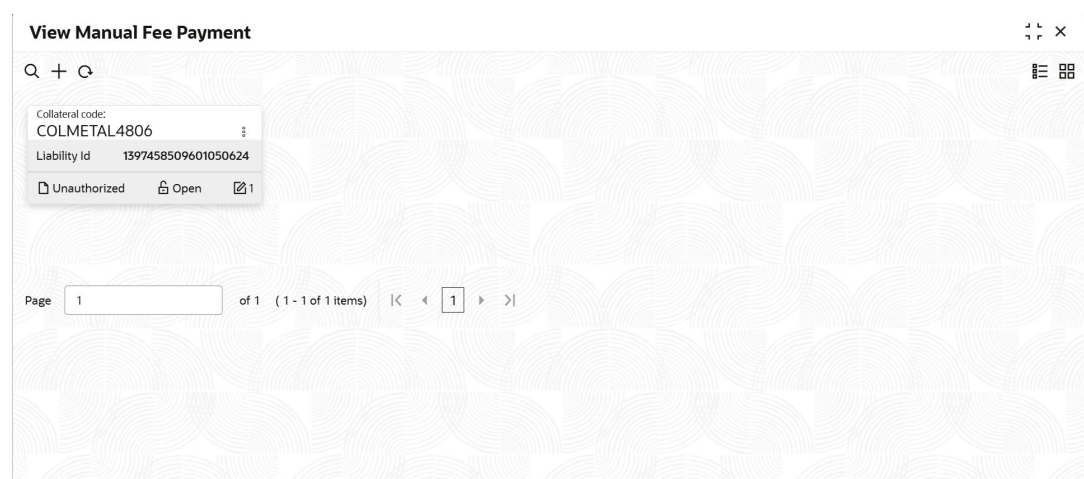 View Manual Fee Payment
Collateral code:
COLMETAL4806
Liability Id 1397458509601050624
Unauthorized Open 1
Page 1 of 1 ( 1 - 1 of 1 items) 1